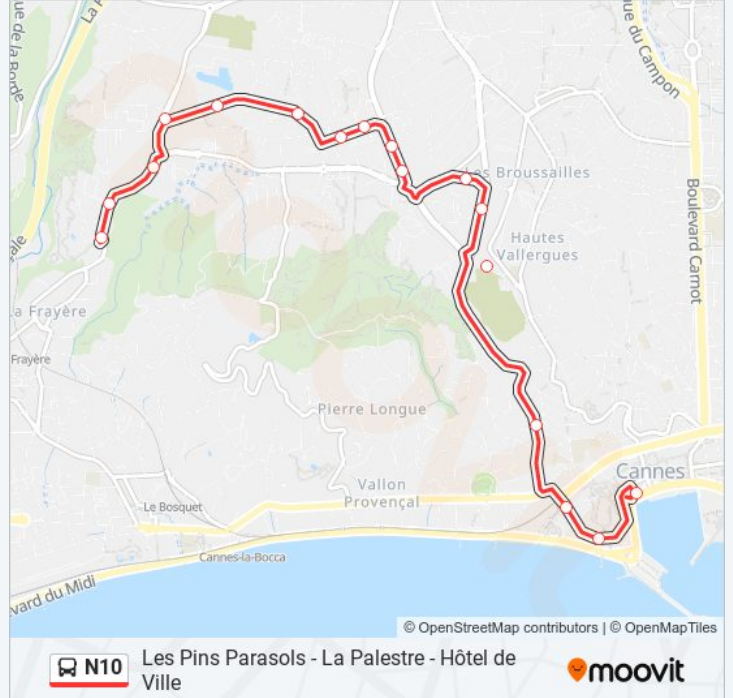 ue de la Borde
La F
ue du Campon
Les Broussailles
Boulevard Carnot
Hautes
Vallergues
ale
a Frayère
Frayère
Pierre Longue
Cannes
Vallon
Provençal
Le Bosquet
Cannes-la-Bocca
vard du Midi
© OpenStreetMap contributors | © OpenMapTiles
N10
Les Pins Parasols - La Palestre - Hôtel de
Ville
moovit